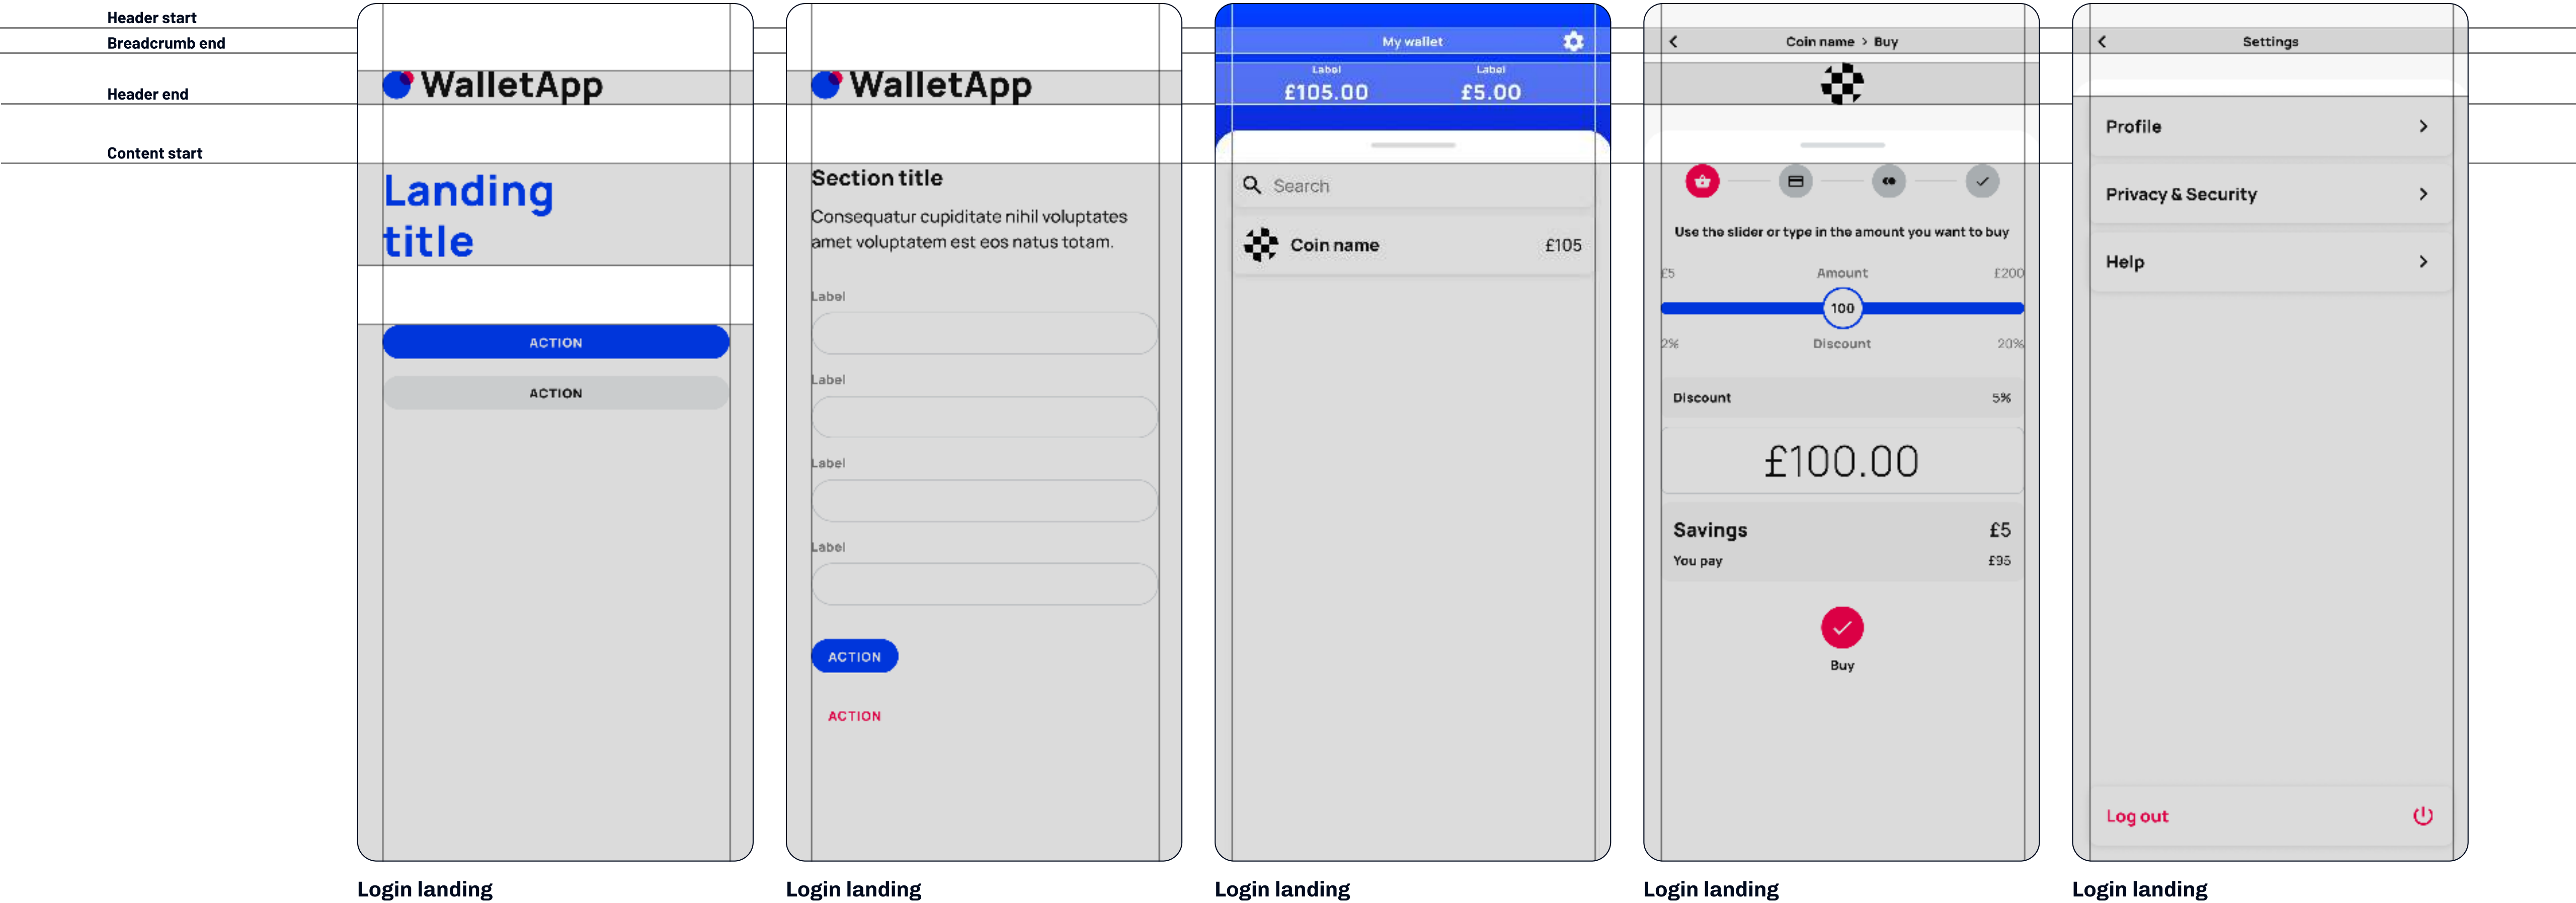 Header start
Breadcrumb end
Header end
Content start
WalletApp
Landing
title
ACTION
ACTION
Login landing
WalletApp
Section title
Consequatur cupiditate nihil voluptates
amet voluptatem est eos natus totam.
Label
Label
Label
Label
ACTION
ACTION
Login landing
My wallet
Label Label
£105.00 £5.00
Search
Coin name £105
Login landing
Coin name > Buy
Use the slider or type in the amount you want to buy
£5 Amount £200
100
2% Discount 20%
Discount 5%
£100.00
Savings £5
You pay £95
Buy
Login landing
Settings
Profile
Privacy & Security
Help
Log out
Login landing